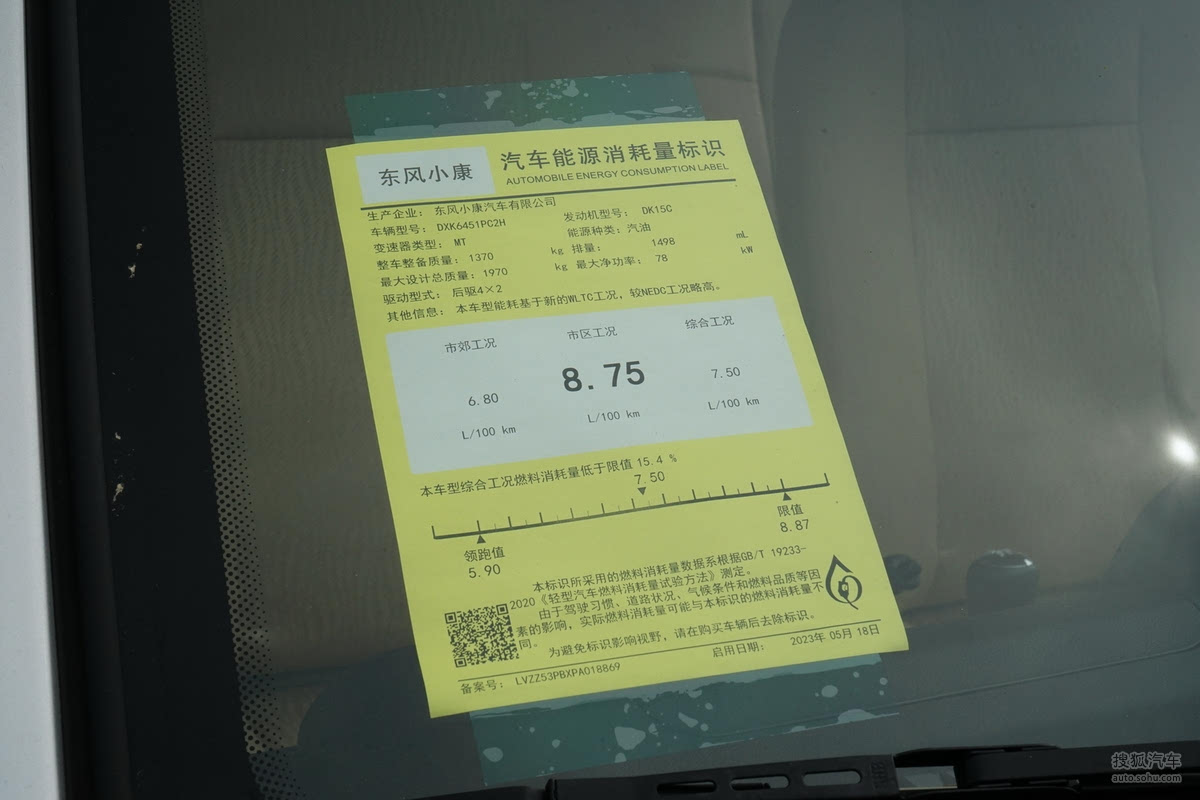 东风小康
汽车能源消耗量标识
AUTOMOBILE ENERGY CONSUMPTION LABEL
生产企业： 东风小康汽车有限公司
车辆型号： DXK6451PC2H 发动机型号： DK15C
变速器类型： MT 能源种类：汽油
整车整备质量： 1370 kg 排量： 1498 mL
最大设计总质量：1970 kg 最大净功率： 78 kW
驱动型式： 后驱4×2
其他信息： 本车型能耗基于新的WLTC工况，较NEDC工况略高。
市郊工况 市区工况 综合工况
6.80 8.75 7.50
L/100 km L/100 km L/100 km
本车型综合工况燃料消耗量低于限值 15.4 %
7.50
领跑值 限值
5.90 8.87
本标识所采用的燃料消耗量数据系根据GB/T 19233-
2020《轻型汽车燃料消耗量试验方法》测定。
由于驾驶习惯、道路状况、气候条件和燃料品质等因
素的影响，实际燃料消耗量可能与本标识的燃料消耗量不
同。
为避免标识影响视野，请在购买车辆后去除标识。
备案号： LVZZ53PBXPA018869 启用日期： 2023年 05月 18日
搜狐汽车
auto.sohu.com